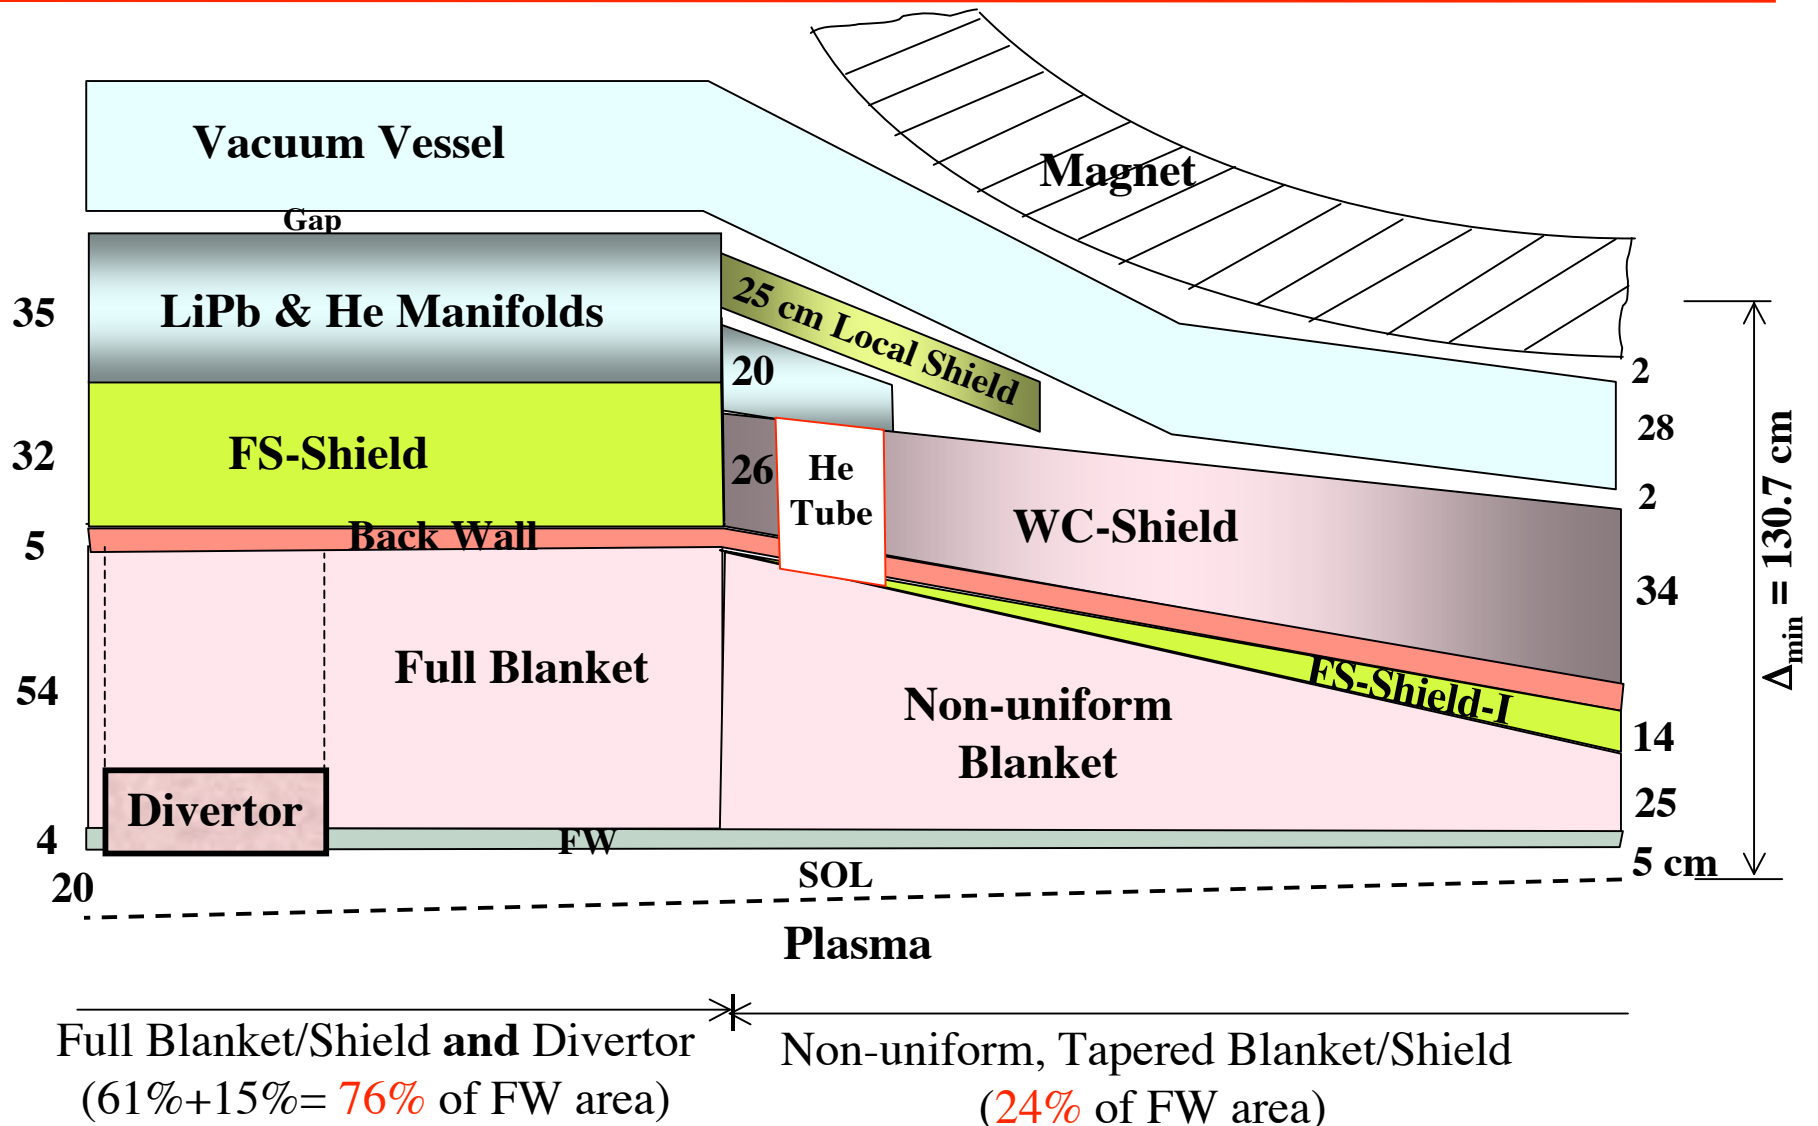 Vacuum Vessel
Magnet
Gap
LiPb & He Manifolds
35
25 cm Local Shield
20
2
28
FS-Shield
32
26
He
Tube
WC-Shield
2
Back Wall
5
34
Δmin = 130.7 cm
Full Blanket
54
Non-uniform
Blanket
FS-Shield-I
14
25
Divertor
4
FW
5 cm
20
SOL
Plasma
Full Blanket/Shield and Divertor
(61%+15%= 76% of FW area)
Non-uniform, Tapered Blanket/Shield
(24% of FW area)